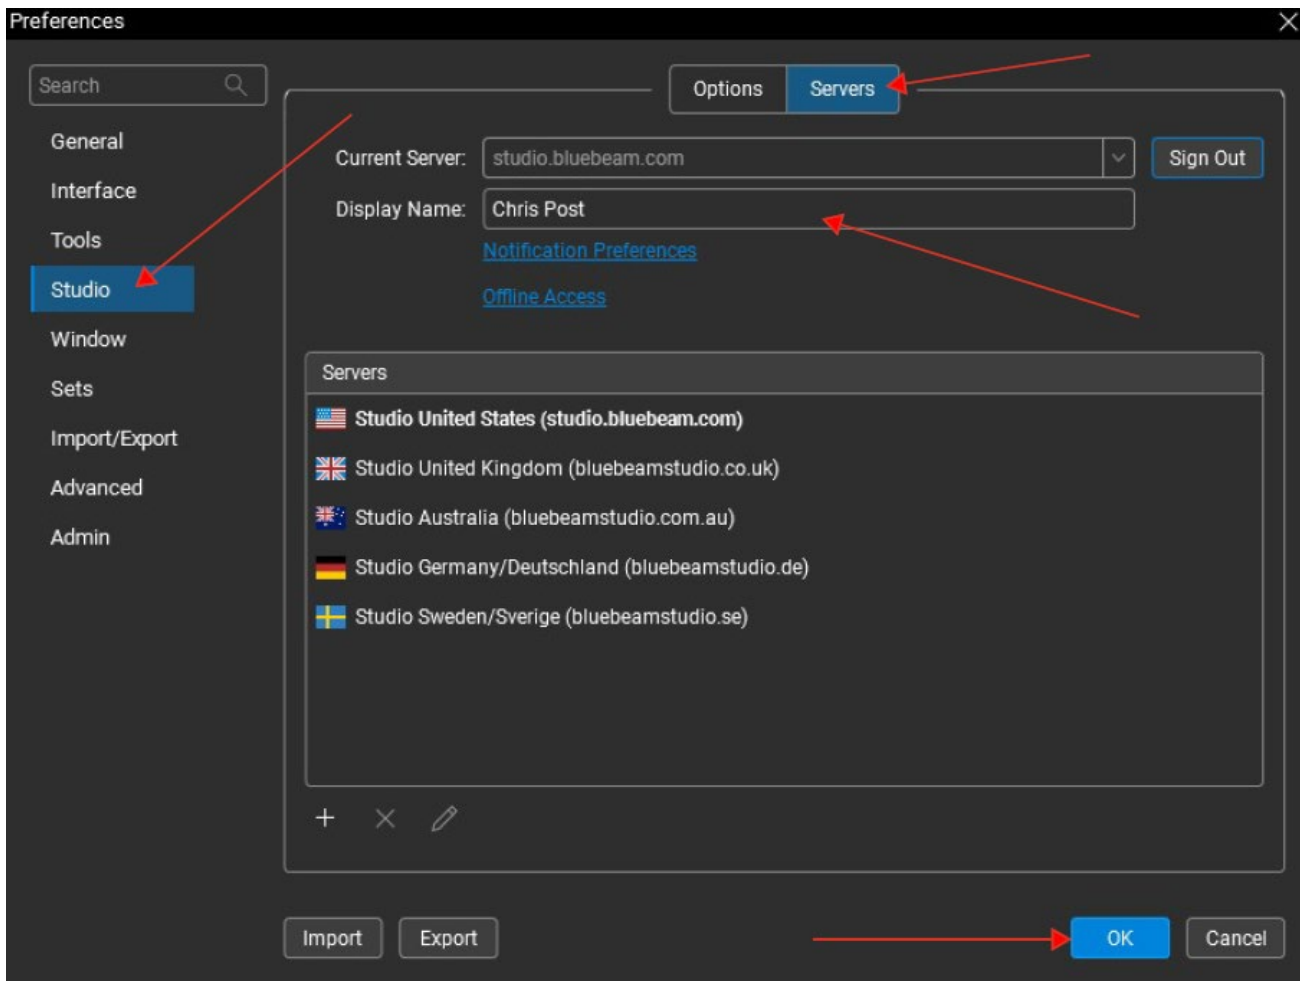 Preferences
Search
General
Interface
Tools
Studio
Window
Sets
Import/Export
Advanced
Admin
Options Servers
Current Server: studio.bluebeam.com Sign Out
Display Name: Chris Post
Notification Preferences
Offline Access
Servers
Studio United States (studio.bluebeam.com)
Studio United Kingdom (bluebeamstudio.co.uk)
Studio Australia (bluebeamstudio.com.au)
Studio Germany/Deutschland (bluebeamstudio.de)
Studio Sweden/Sverige (bluebeamstudio.se)
Import Export OK Cancel